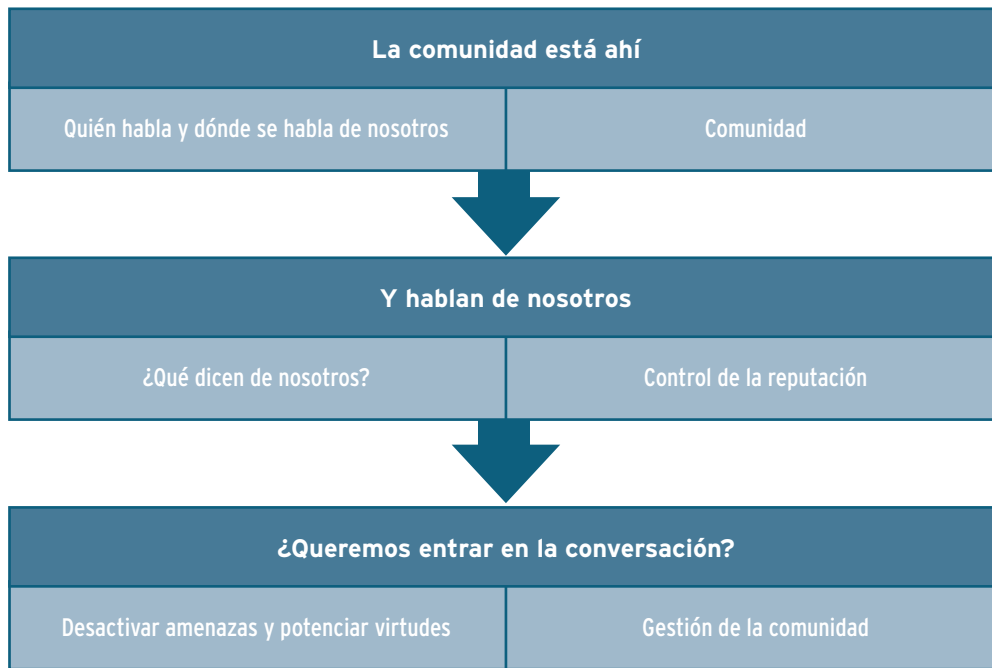 La comunidad está ahí
Quién habla y dónde se habla de nosotros
Comunidad
Y hablan de nosotros
¿Qué dicen de nosotros?
Control de la reputación
¿Queremos entrar en la conversación?
Desactivar amenazas y potenciar virtudes
Gestión de la comunidad